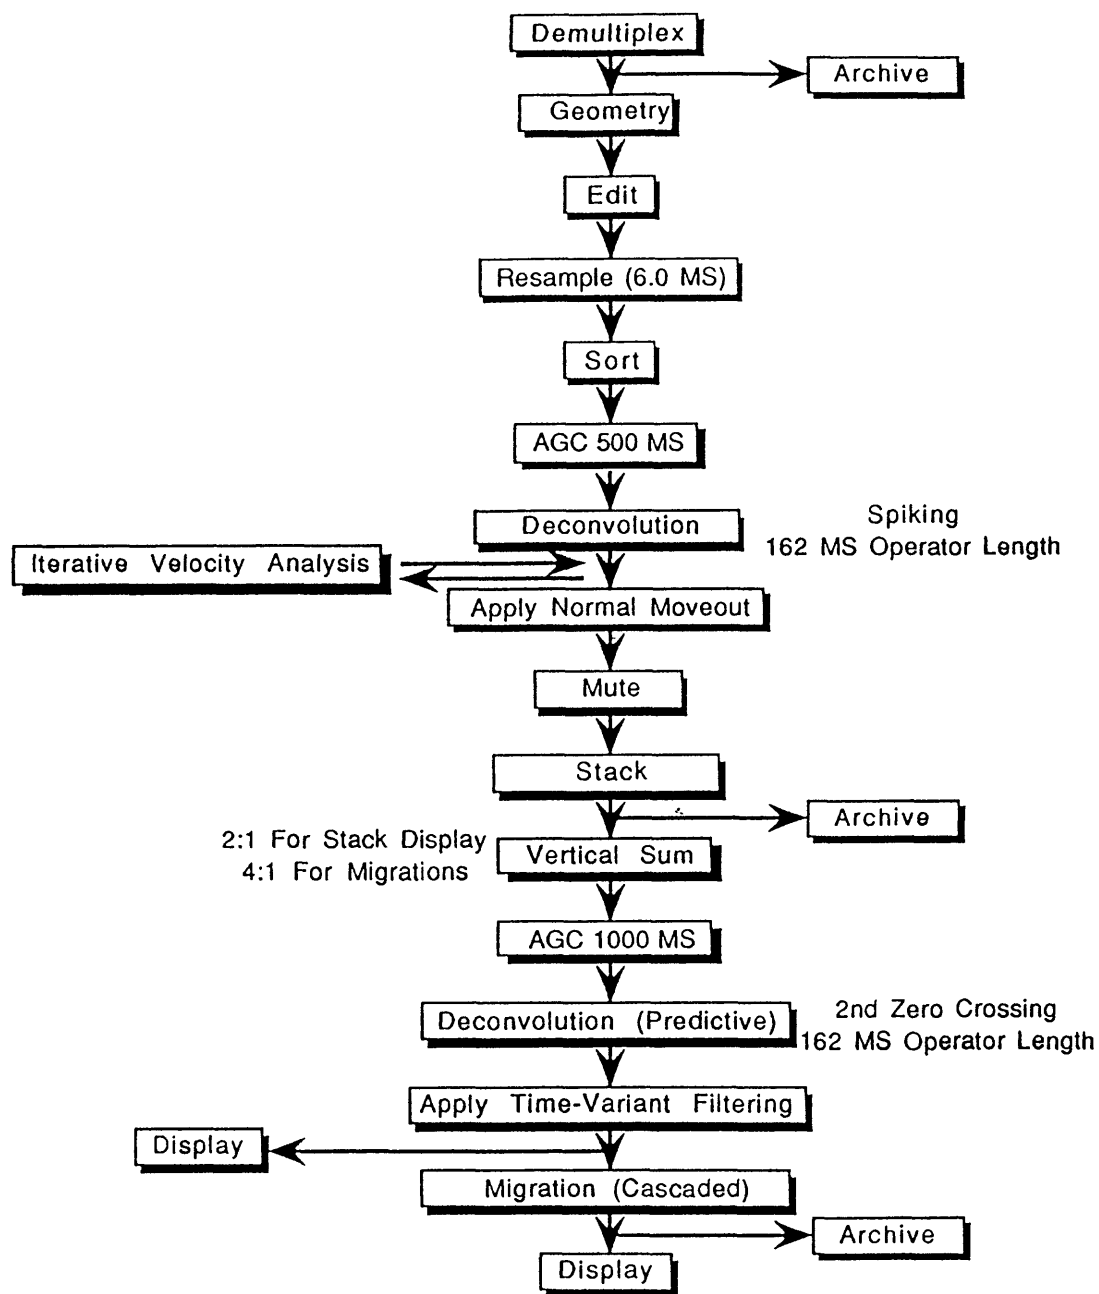 Demultiplex
Archive
Geometry
Edit
Resample (6.0 MS)
Sort
AGC 500 MS
Deconvolution
Spiking
162 MS Operator Length
Iterative Velocity Analysis
Apply Normal Moveout
Mute
Stack
Archive
2:1 For Stack Display
4:1 For Migrations
Vertical Sum
AGC 1000 MS
Deconvolution (Predictive)
2nd Zero Crossing
162 MS Operator Length
Apply Time-Variant Filtering
Display
Migration (Cascaded)
Archive
Display